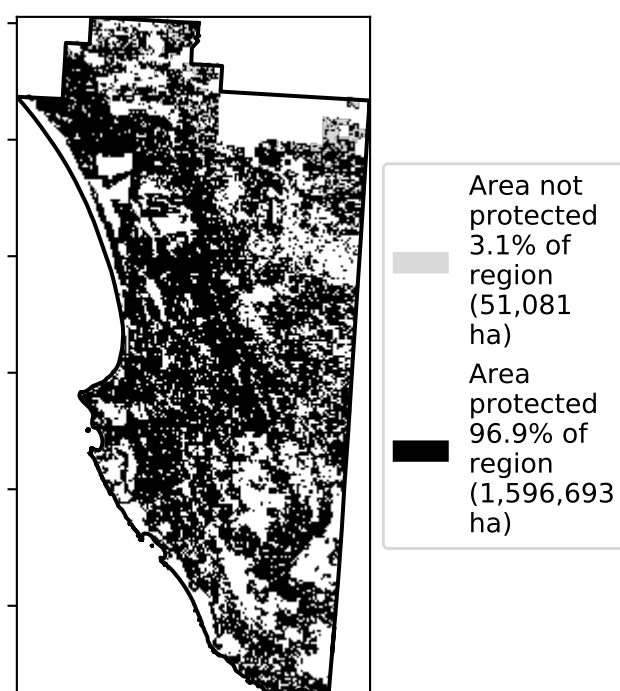 Area not
protected
3.1% of
region
(51,081
ha)
Area
protected
96.9% of
region
(1,596,693
ha)